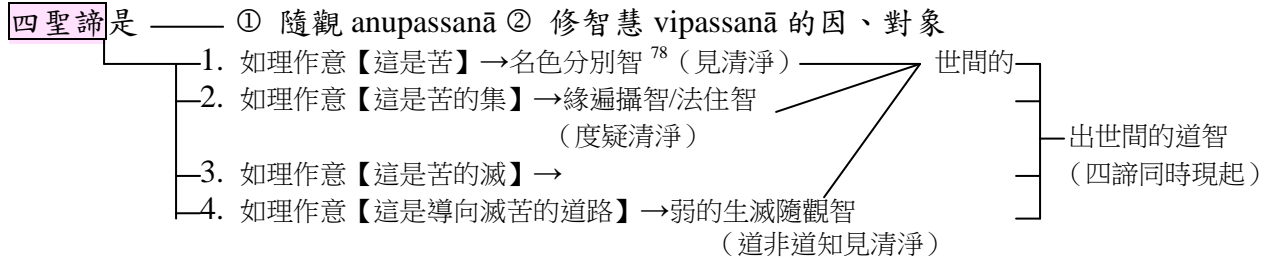 四聖諦是 —— ① 隨觀 anupassanā ② 修智慧 vipassanā 的因、對象
1. 如理作意【這是苦】→名色分別智 78（見清淨） 世間的
2. 如理作意【這是苦的集】→緣遍攝智/法住智
（度疑清淨） 出世間的道智
3. 如理作意【這是苦的滅】→ （四諦同時現起）
4. 如理作意【這是導向滅苦的道路】→弱的生滅隨觀智
（道非道知見清淨）